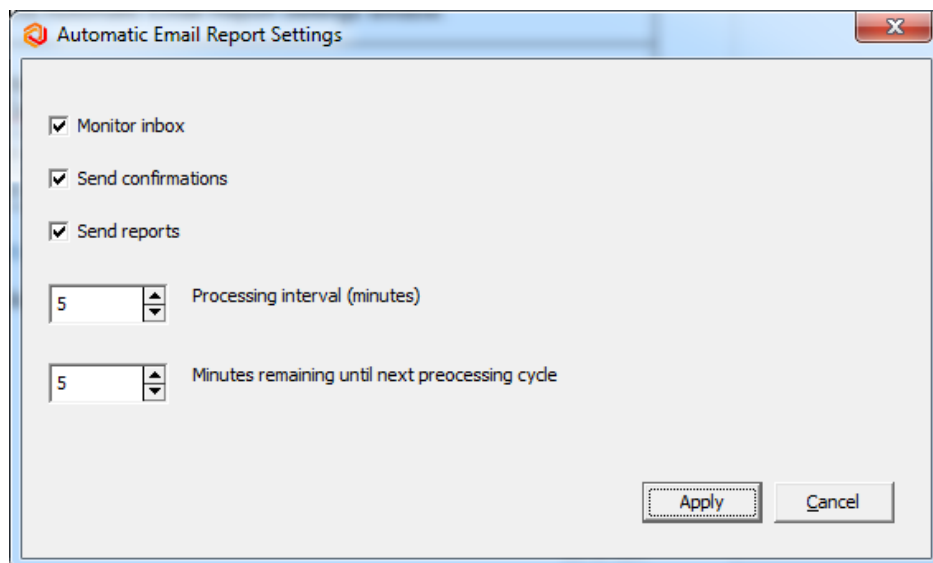 Automatic Email Report Settings
Monitor inbox
Send confirmations
Send reports
5 Processing interval (minutes)
5 Minutes remaining until next preocessing cycle
Apply Cancel